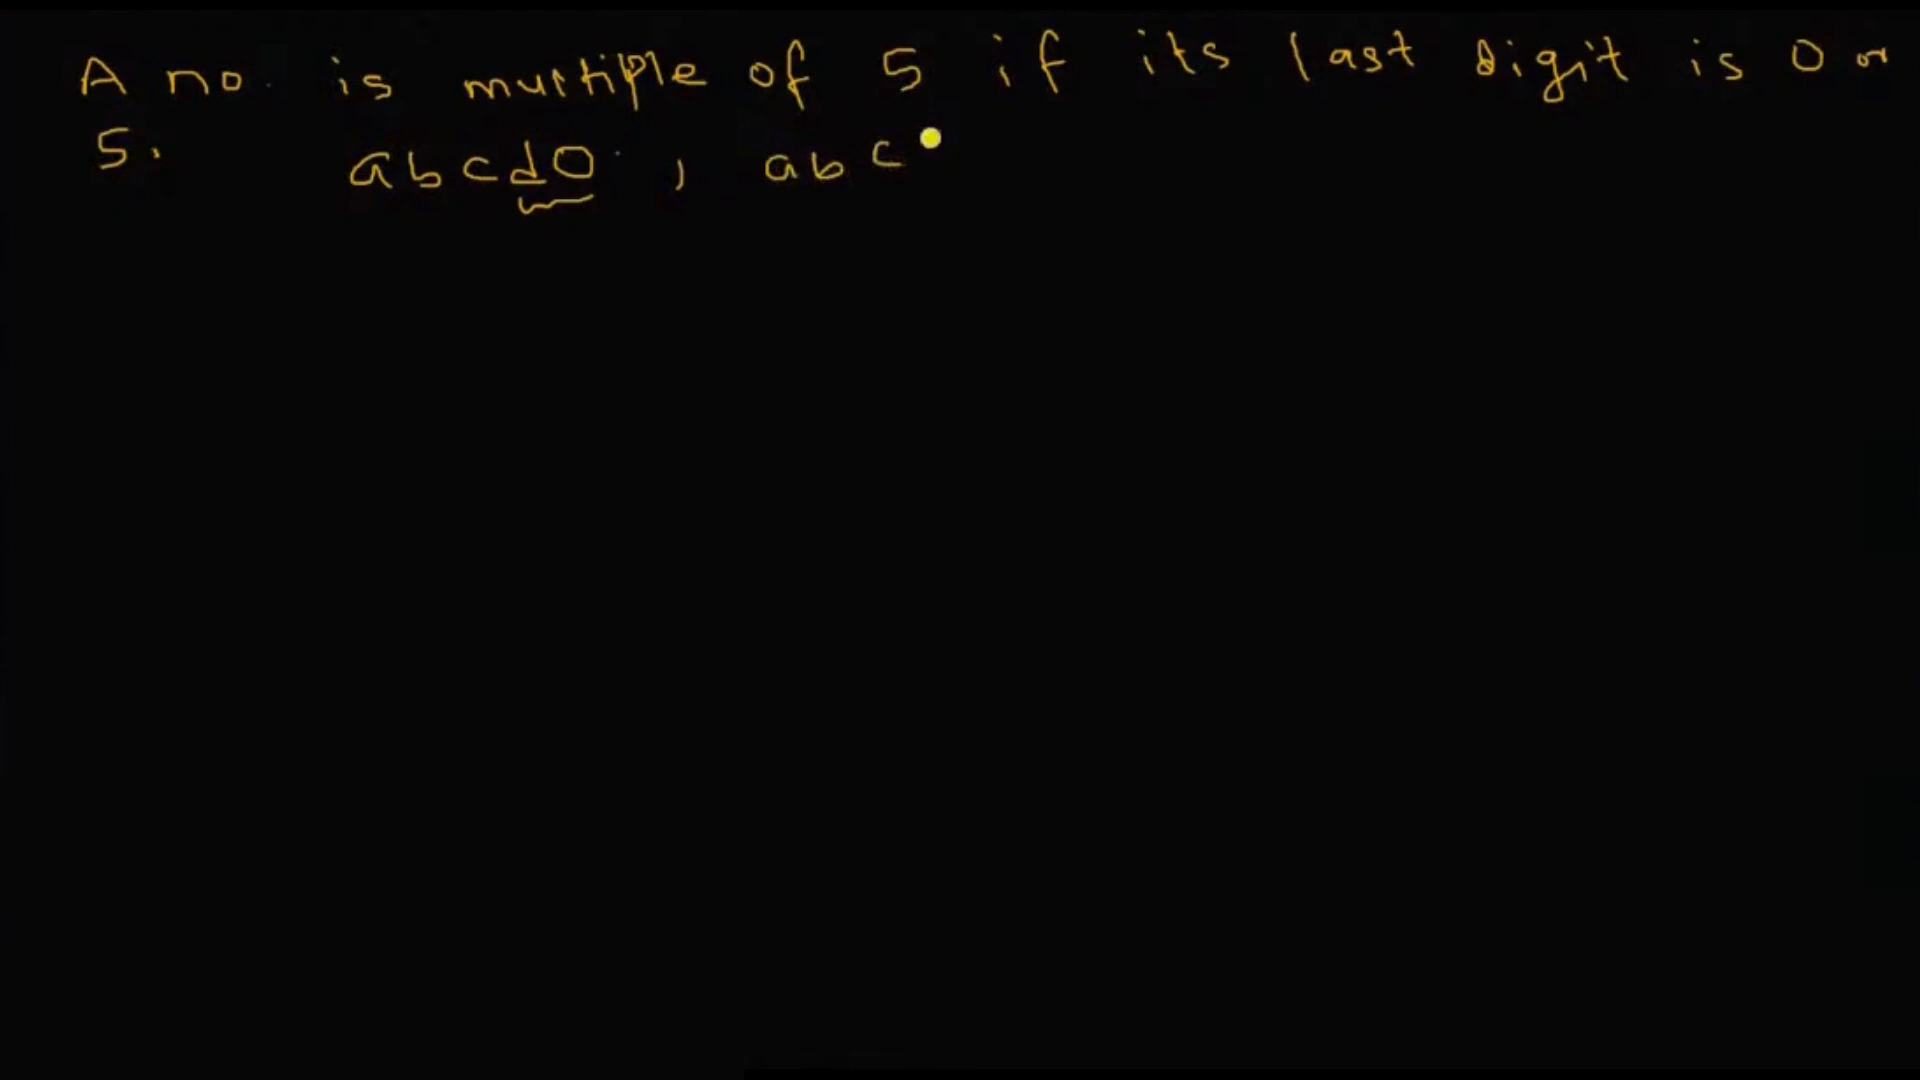 A no. is multiple of 5 if its last digit is 0 or
5. abcd0, abc